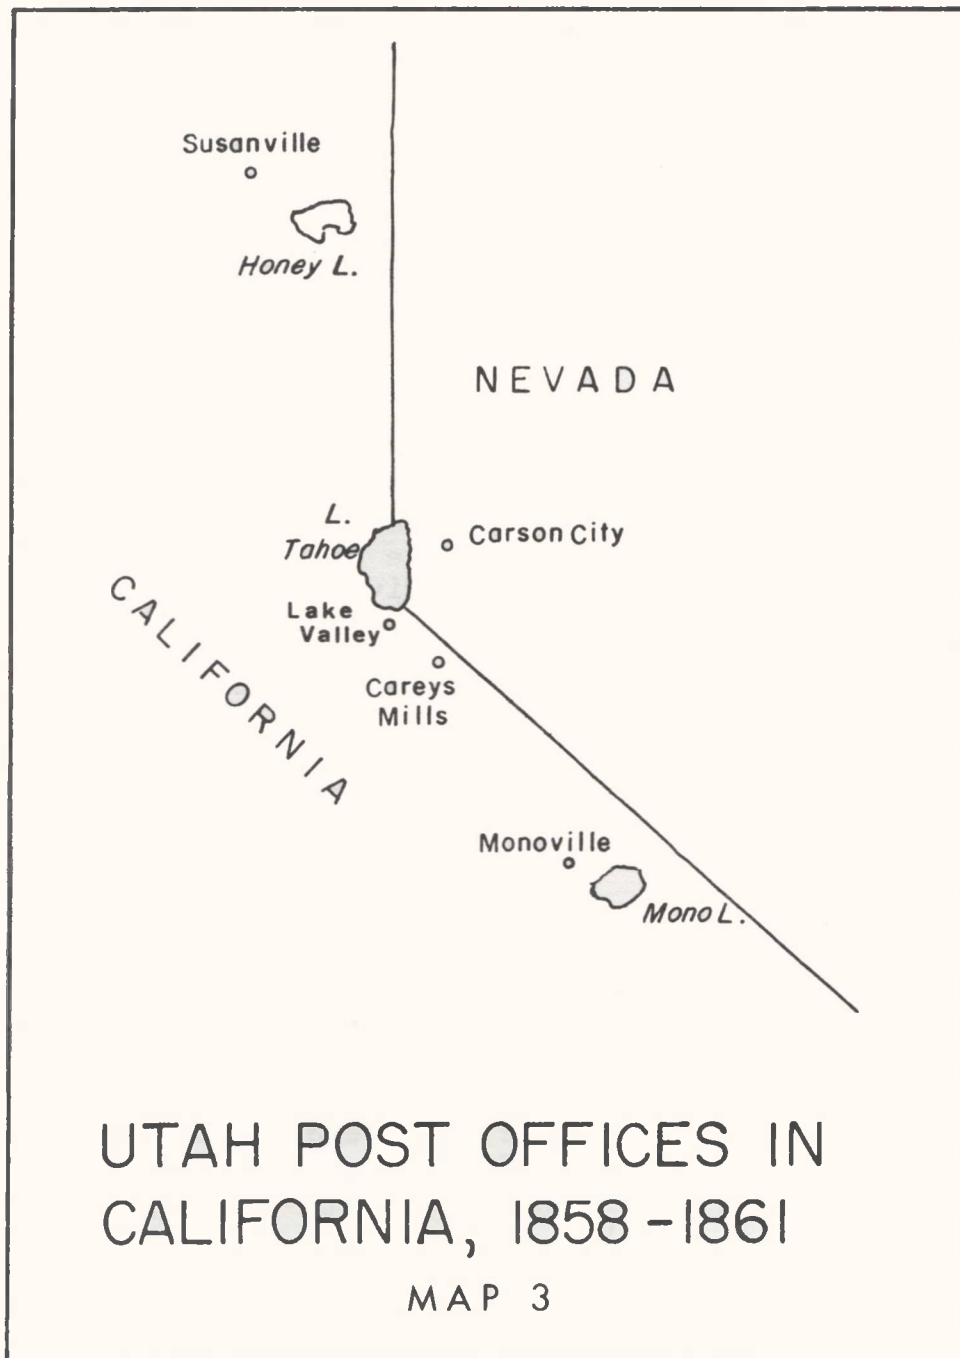 Susanville
Honey L.
NEVADA
L.
Tahoe
Carson City
Lake
Valley
Careys
Mills
CALIFORNIA
Monoville
Mono L.
UTAH POST OFFICES IN
CALIFORNIA, 1858-1861
MAP 3